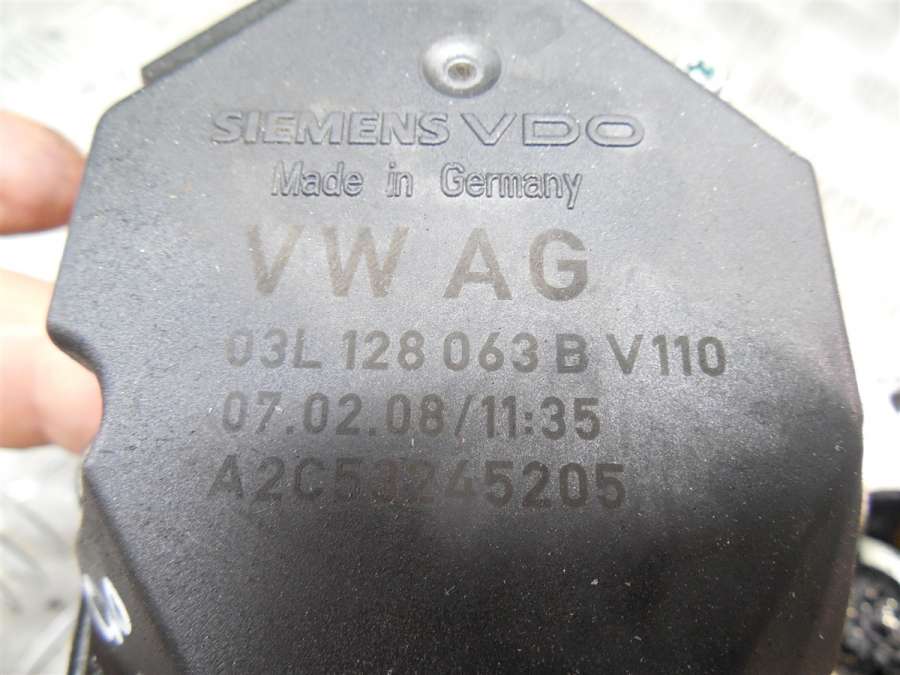 SIEMENS VDO
Made in Germany
VW AG
03L 128 063 B V110
07.02.08/11:35